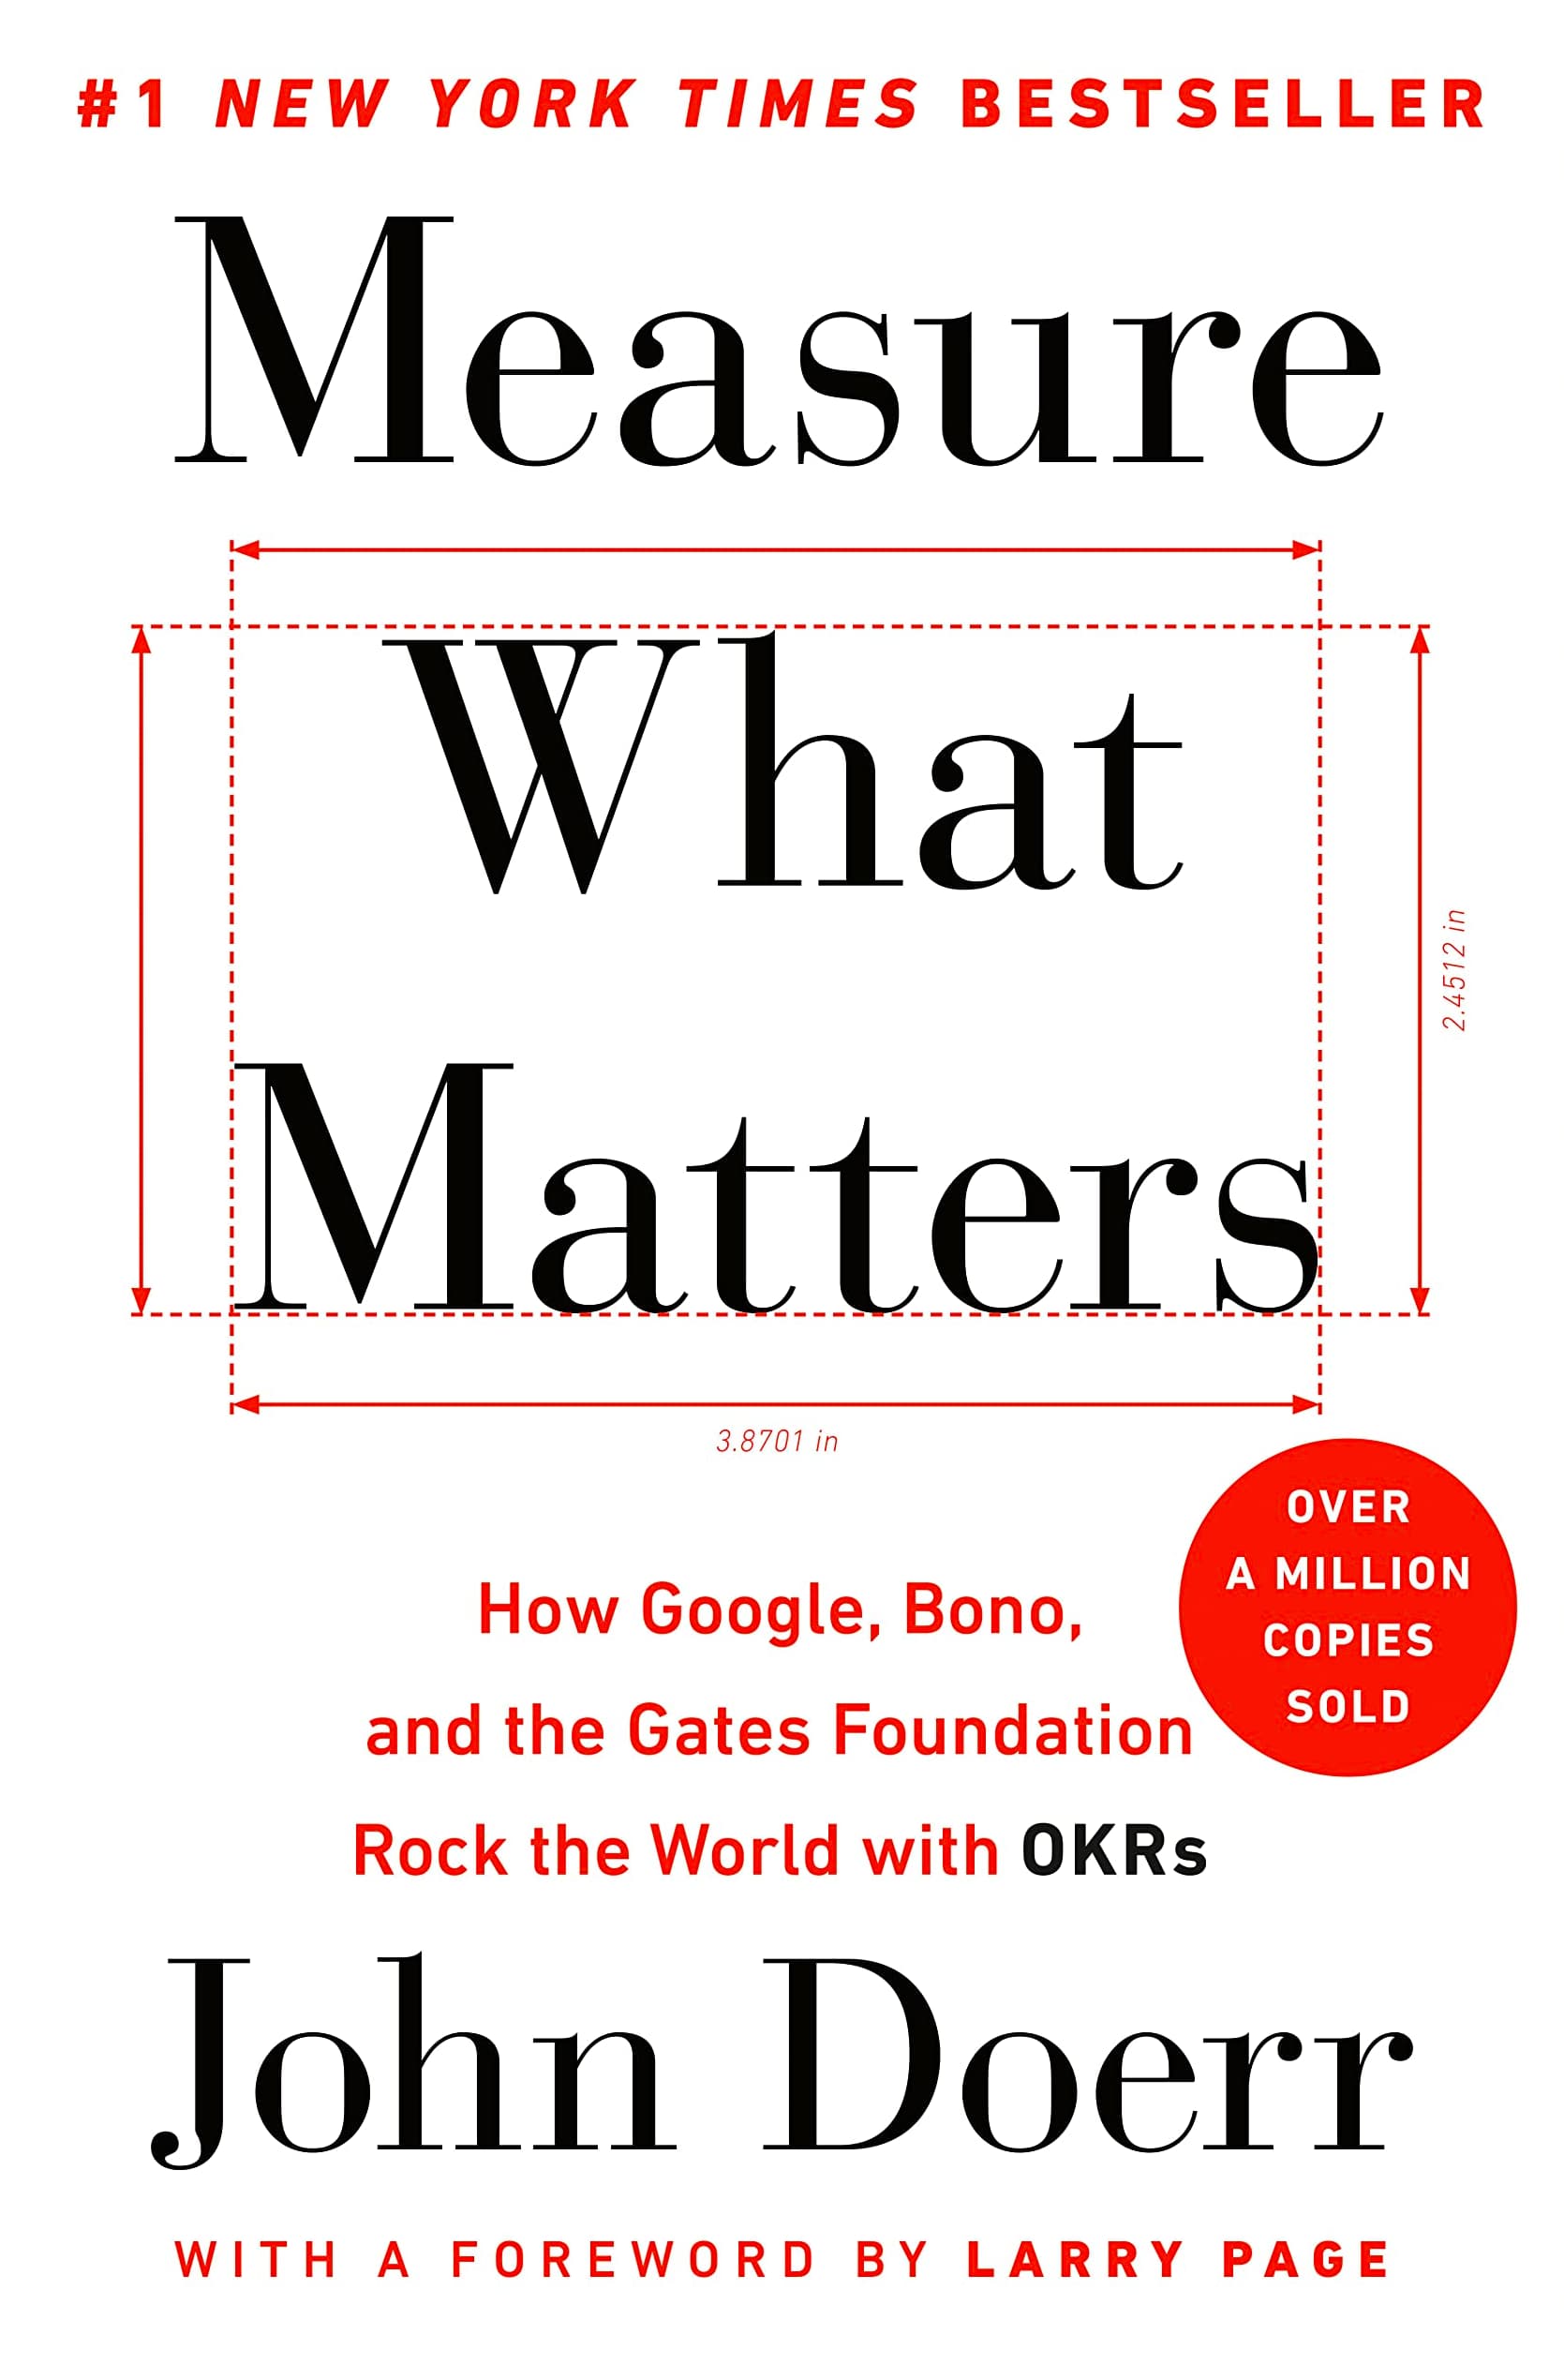 #1 NEW YORK TIMES BESTSELLER
Measure
What
2.4512 in
Matters
3.8701 in
OVER
A MILLION
COPIES
SOLD
How Google, Bono,
and the Gates Foundation
Rock the World with OKRs
John Doerr
WITH A FOREWORD BY LARRY PAGE